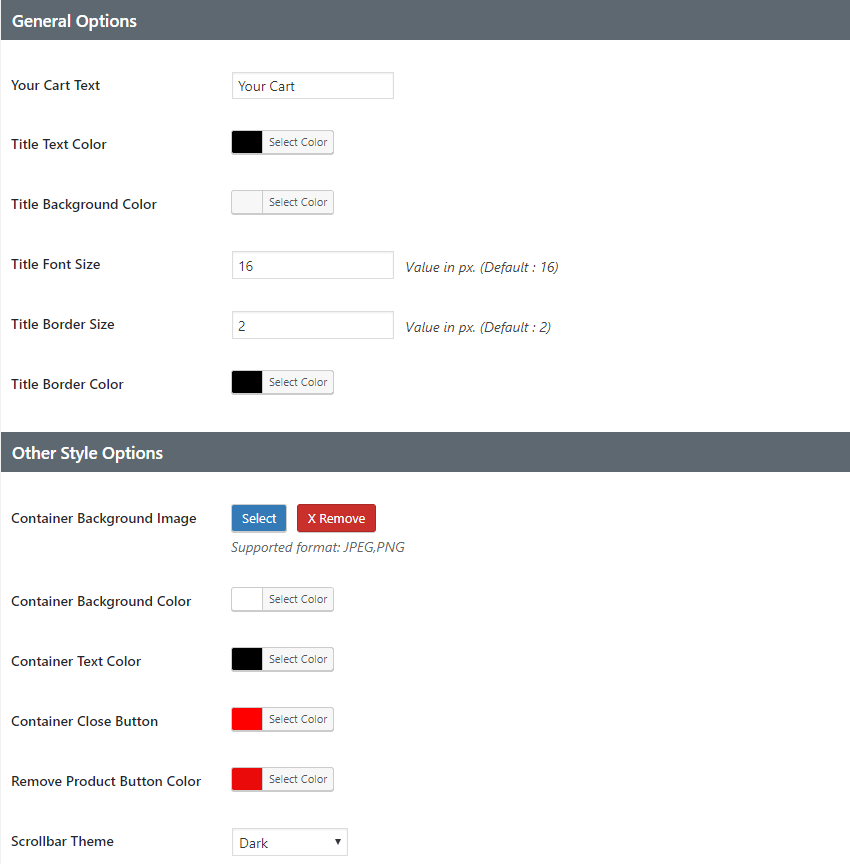 General Options
Your Cart Text Your Cart
Title Text Color Select Color
Title Background Color Select Color
Title Font Size 16 Value in px. (Default : 16)
Title Border Size 2 Value in px. (Default : 2)
Title Border Color Select Color
Other Style Options
Container Background Image Select X Remove
Supported format: JPEG,PNG
Container Background Color Select Color
Container Text Color Select Color
Container Close Button Select Color
Remove Product Button Color Select Color
Scrollbar Theme Dark